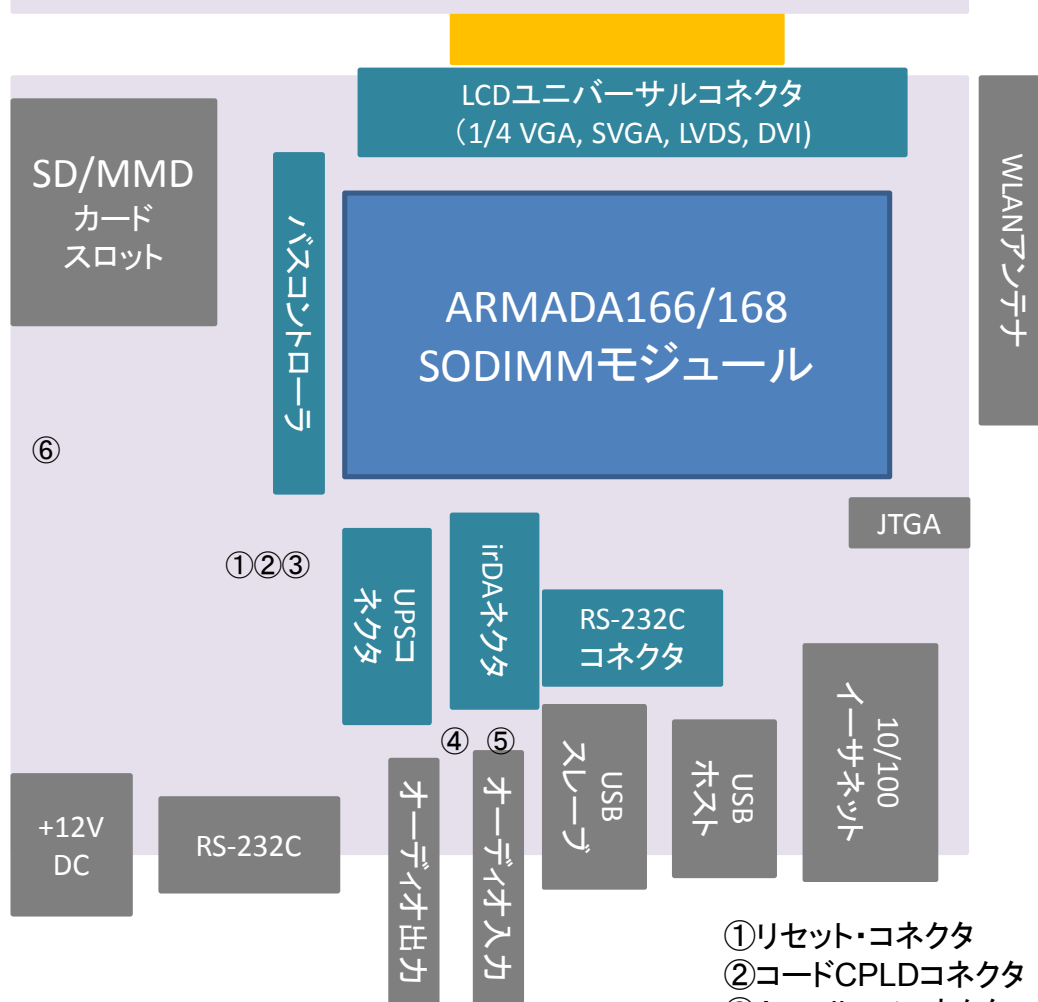 LCDユニバーサルコネクタ
（1/4 VGA, SVGA, LVDS, DVI)
SD/MMD
カード
スロット
バスコントローラ
ARMADA166/168
SODIMMモジュール
WLANアンテナ
⑥
JTGA
①②③
UPSコ
ネクタ
irDAネクタ
RS-232C
コネクタ
④ ⑤
10/100
イーサネット
USB
スレーブ
USB
ホスト
+12V
DC
RS-232C
オーディオ出力
オーディオ入力
①リセット・コネクタ
②コードCPLDコネクタ